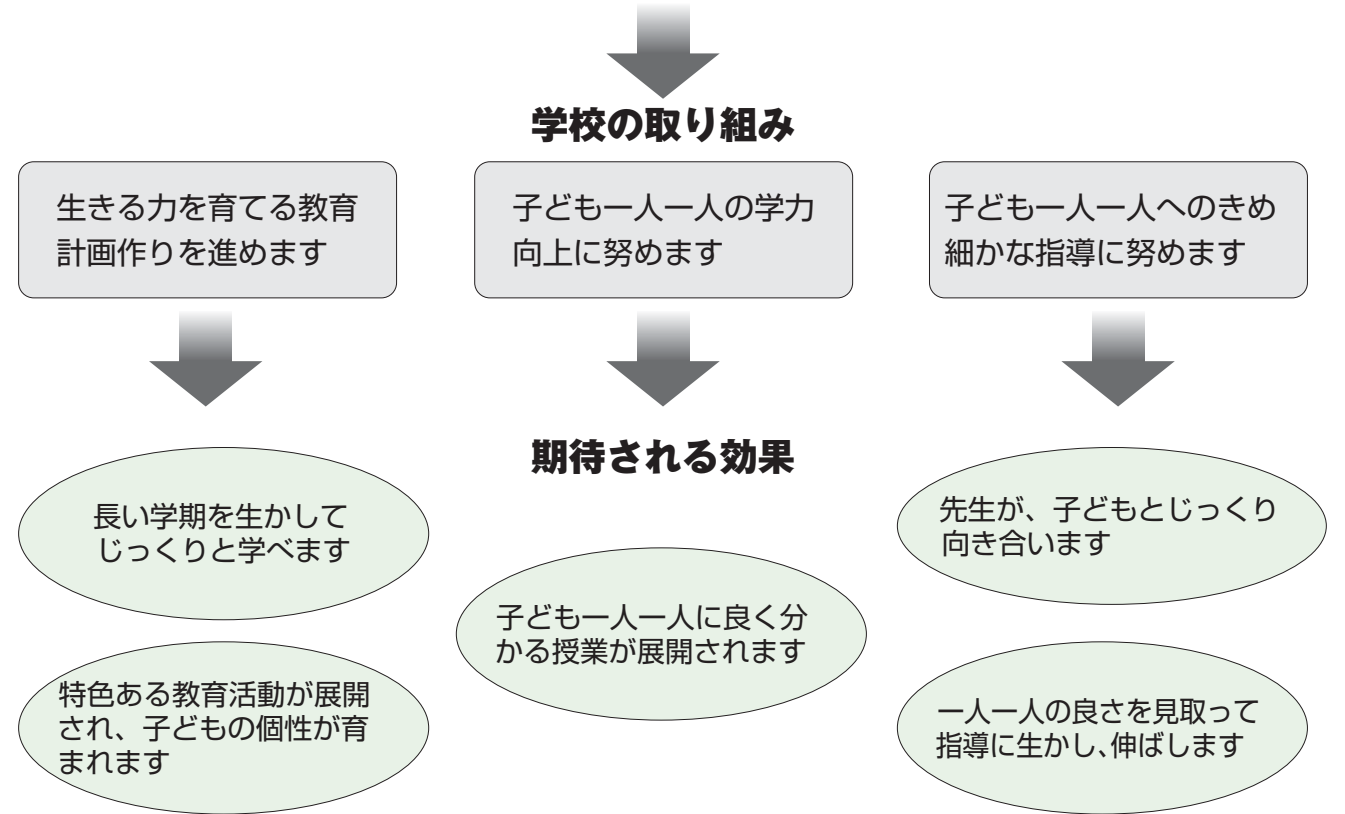 学校の取り組み
生きる力を育てる教育
計画作りを進めます
子ども一人一人の学力
向上に努めます
子ども一人一人へのきめ
細かな指導に努めます
期待される効果
長い学期を生かして
じっくりと学べます
特色ある教育活動が展開
され、子どもの個性が育
まれます
子ども一人一人に良く分
かる授業が展開されます
先生が、子どもとじっくり
向き合います
一人一人の良さを見取って
指導に生かし、伸ばします